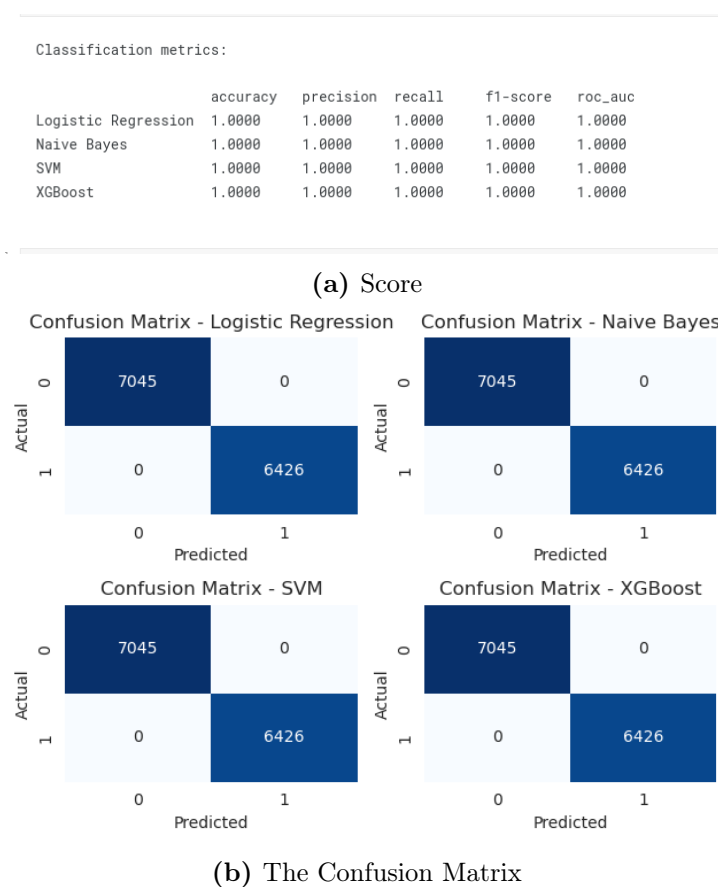 Classification metrics:
accuracy precision recall f1-score roc_auc
Logistic Regression 1.0000 1.0000 1.0000 1.0000 1.0000
Naive Bayes 1.0000 1.0000 1.0000 1.0000 1.0000
SVM 1.0000 1.0000 1.0000 1.0000 1.0000
XGBoost 1.0000 1.0000 1.0000 1.0000 1.0000
(a) Score
Confusion Matrix - Logistic Regression
Actual
0
7045 0
1
0 6426
0 1
Predicted
Confusion Matrix - Naive Bayes
Actual
0
7045 0
1
0 6426
0 1
Predicted
Confusion Matrix - SVM
Actual
0
7045 0
1
0 6426
0 1
Predicted
Confusion Matrix - XGBoost
Actual
0
7045 0
1
0 6426
0 1
Predicted
(b) The Confusion Matrix